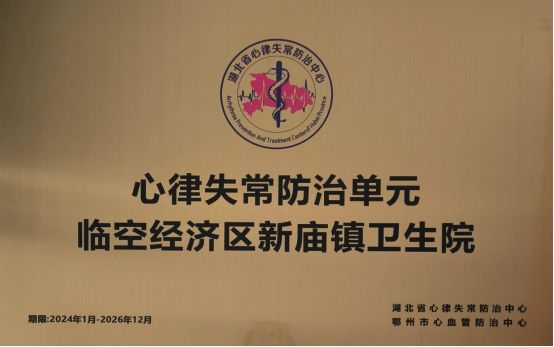 湖北省心律失常防治中心
Arrhythmia Prevention And Treatment Center of Hubei Province
心律失常防治单元
临空经济区新庙镇卫生院
期限:2024年1月-2026年12月
湖北省心律失常防治中心
鄂州市心血管防治中心